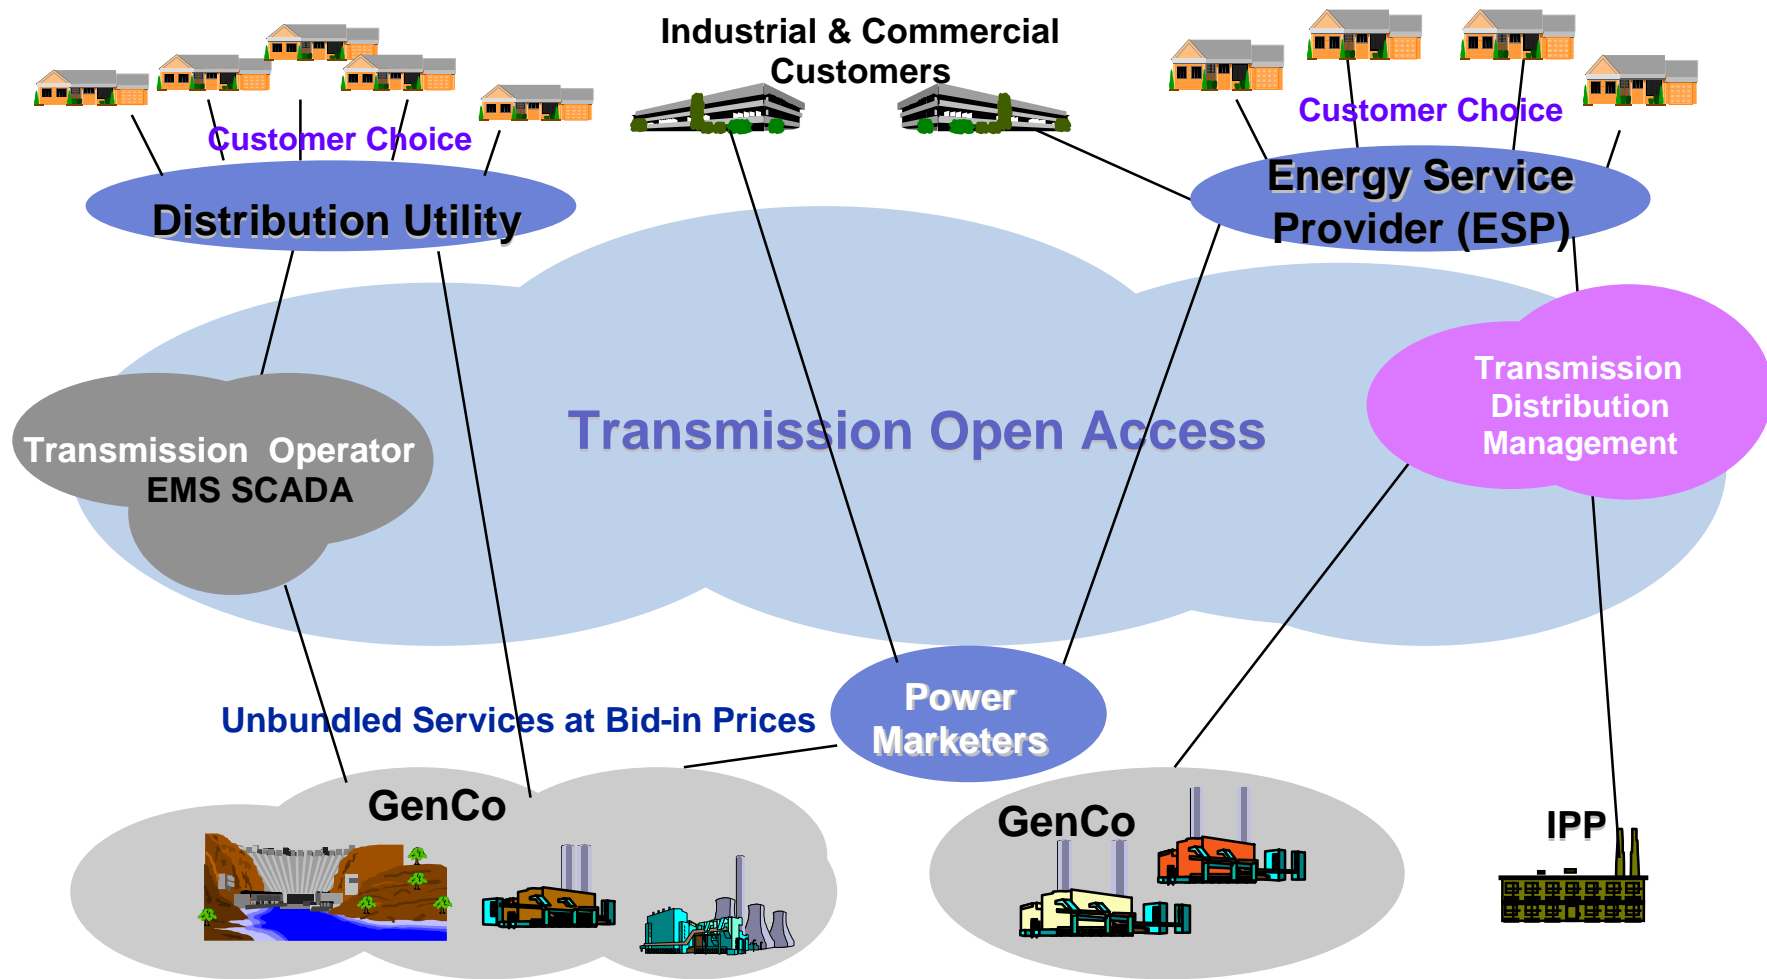 Industrial & Commercial
Customers
Customer Choice
Customer Choice
Distribution Utility
Energy Service
Provider (ESP)
Transmission Open Access
Transmission Operator
EMS SCADA
Transmission
Distribution
Management
Unbundled Services at Bid-in Prices
Power
Marketers
GenCo
GenCo
IPP